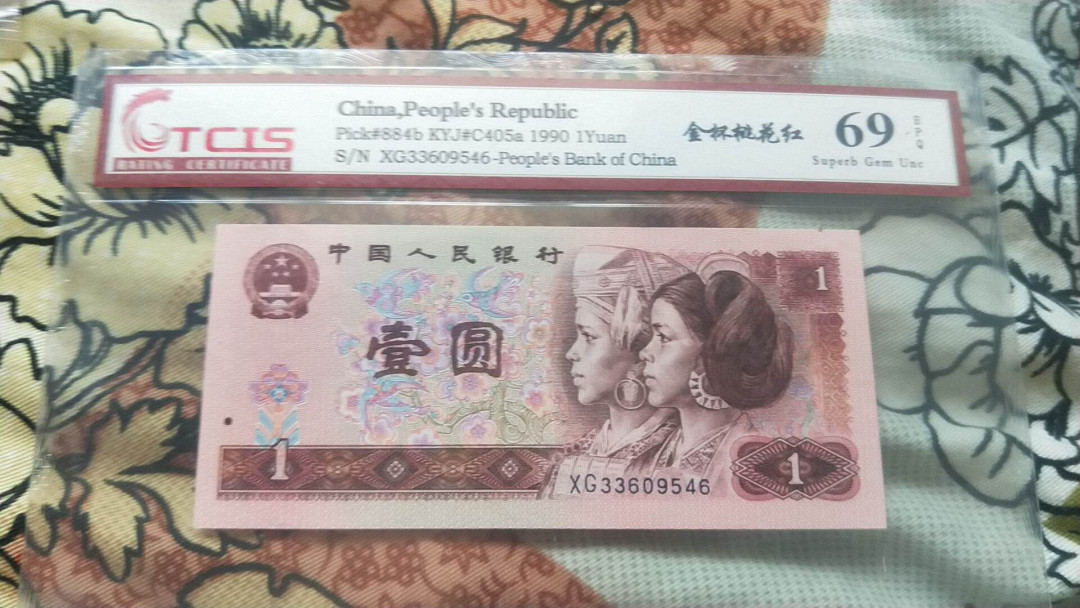 GTCIS
RATING CERTIFICATE
China,People's Republic
Pick#884b KYJ#C405a 1990 1Yuan
S/N XG33609546-People's Bank of China
金杯桃花红
69
EPQ
Superb Gem Unc
中国人民银行
1
壹圆
1
1
XG33609546